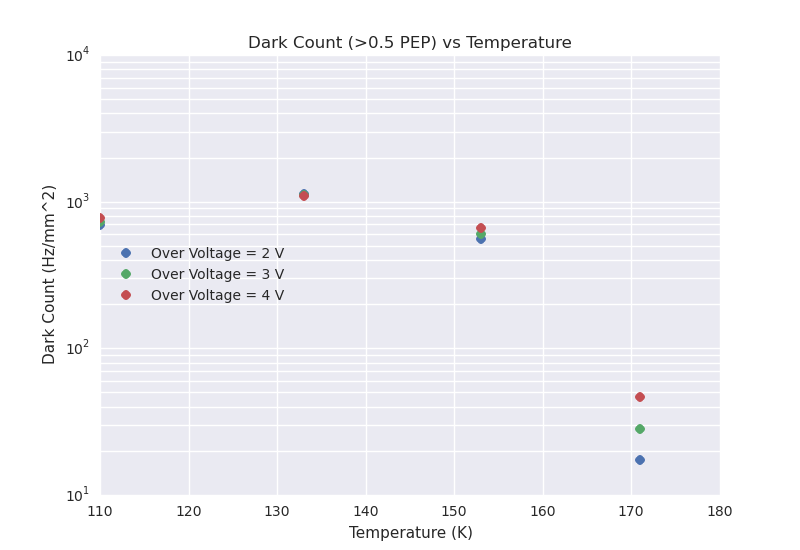 Dark Count (>0.5 PEP) vs Temperature
Dark Count (Hz/mm^2)
10^4
10^3
10^2
10^1
Over Voltage = 2 V
Over Voltage = 3 V
Over Voltage = 4 V
110 120 130 140 150 160 170 180
Temperature (K)